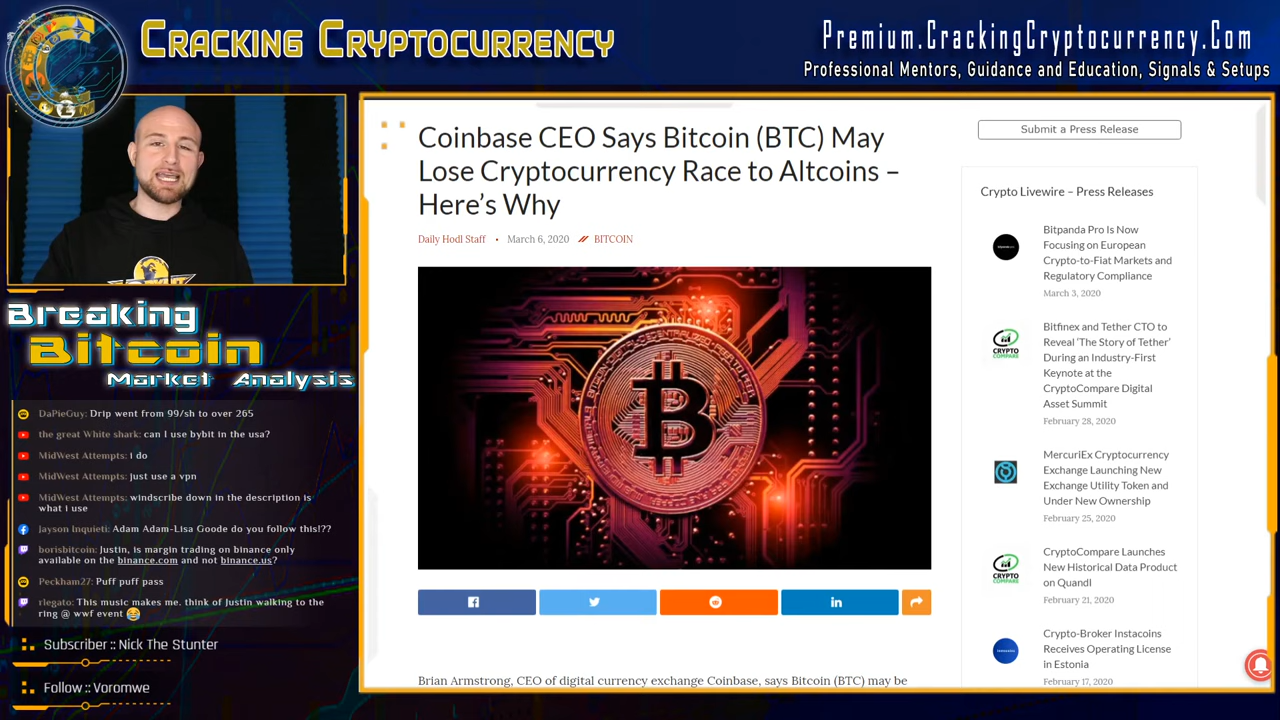 Cracking Cryptocurrency
Premium.CrackingCryptocurrency.Com
Professional Mentors, Guidance and Education, Signals & Setups
Breaking
Bitcoin
Market Analysis
DaPieGuy: Drip went from 99/sh to over 265
the great White shark: can I use bybit in the usa?
MidWest Attempts: I do
MidWest Attempts: just use a vpn
MidWest Attempts: windscribe down in the description is
what i use
Jayson Inquieti: Adam Adam-Lisa Goode do you follow this!??
borisbitcoin: Justin, is margin trading on binance only
available on the binance.com and not binance.us?
Peckham27: Puff puff pass
rlegato: This music makes me. think of Justin walking to the
ring @ wwf event 😂
Subscriber :: Nick The Stunter
Follow :: Voromwe
Coinbase CEO Says Bitcoin (BTC) May
Lose Cryptocurrency Race to Altcoins –
Here's Why
Daily Hodl Staff • March 6, 2020 // BITCOIN
Brian Armstrong, CEO of digital currency exchange Coinbase, says Bitcoin (BTC) may be
Submit a Press Release
Crypto Livewire – Press Releases
Bitpanda Pro Is Now
Focusing on European
Crypto-to-Fiat Markets and
Regulatory Compliance
March 3, 2020
CRYPTO
COMPARE
Bitfinex and Tether CTO to
Reveal 'The Story of Tether'
During an Industry-First
Keynote at the
CryptoCompare Digital
Asset Summit
February 28, 2020
MercuriEx Cryptocurrency
Exchange Launching New
Exchange Utility Token and
Under New Ownership
February 25, 2020
CRYPTO
COMPARE
CryptoCompare Launches
New Historical Data Product
on Quandl
February 21, 2020
Crypto-Broker Instacoins
Receives Operating License
in Estonia
February 17, 2020